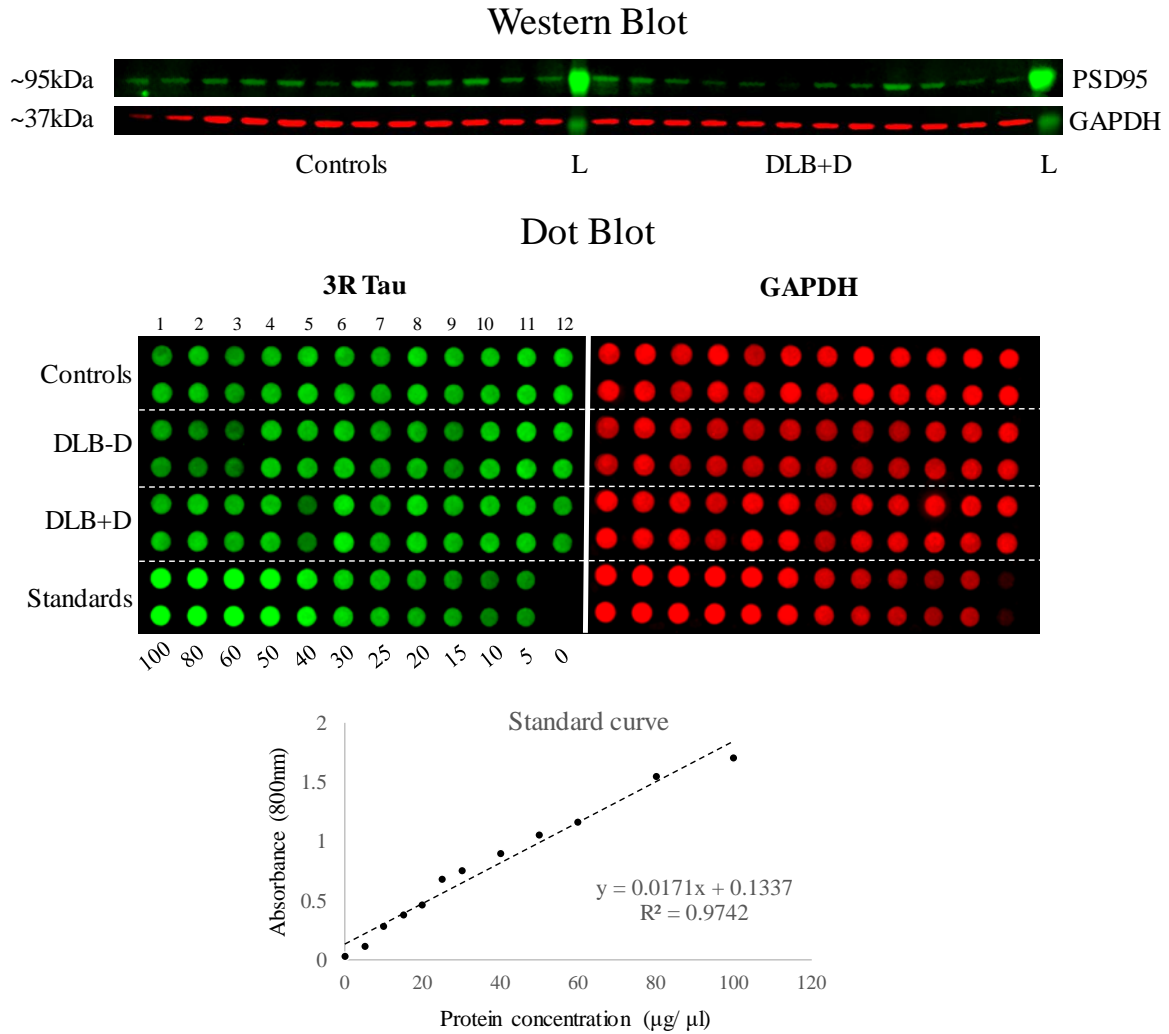 Western Blot
~95kDa PSD95
~37kDa GAPDH
Controls L DLB+D L
Dot Blot
3R Tau GAPDH
1 2 3 4 5 6 7 8 9 10 11 12
Controls
DLB-D
DLB+D
Standards
100 80 60 50 40 30 25 20 15 10 5 0
Standard curve
2
1.5
1
0.5
0
Absorbance (800nm)
y = 0.0171x + 0.1337
R² = 0.9742
0 20 40 60 80 100 120
Protein concentration (µg/ µl)